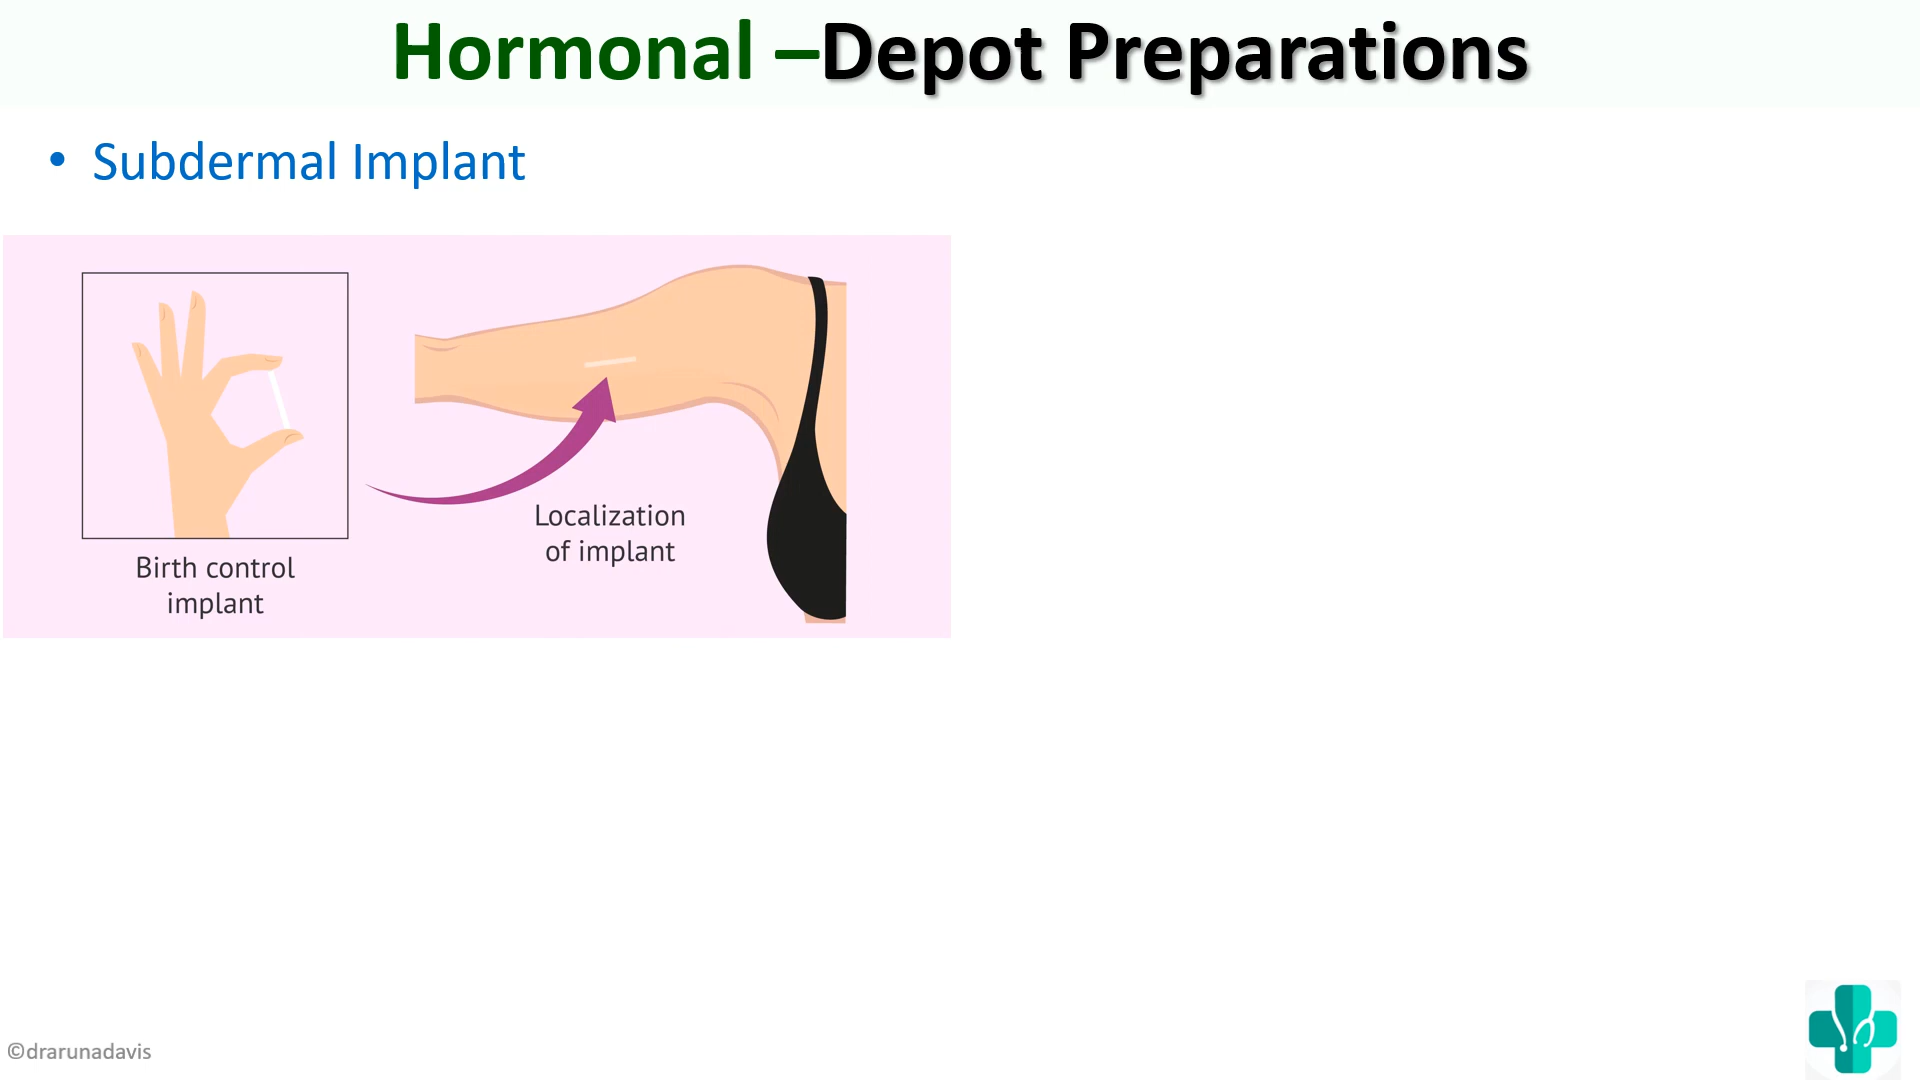 Hormonal –Depot Preparations
• Subdermal Implant
Birth control
implant
Localization
of implant
©drarunadavis